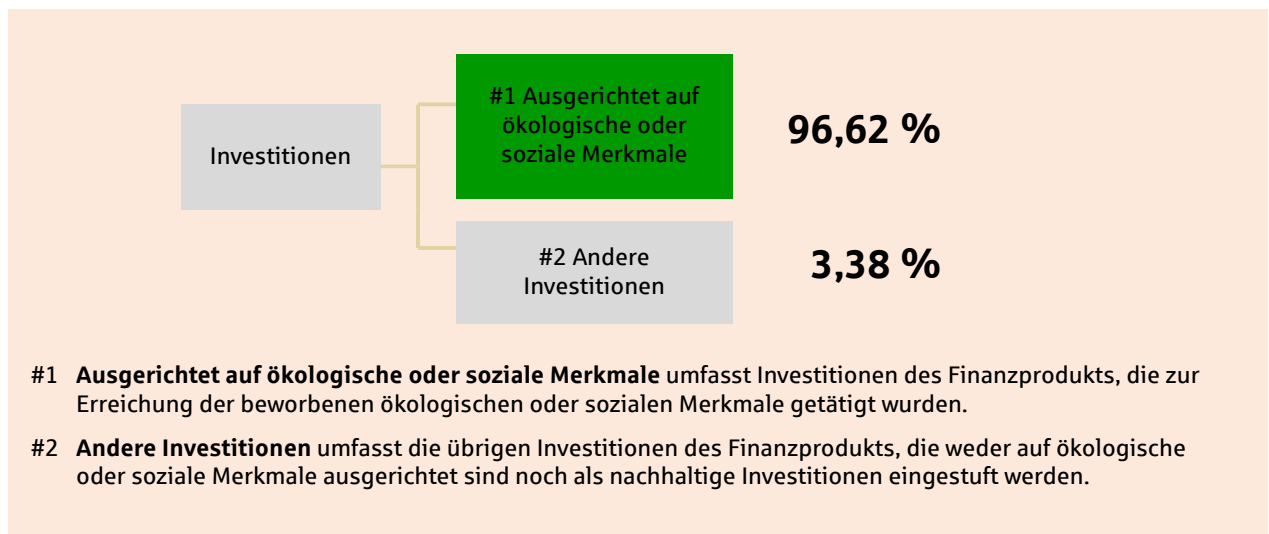 #1 Ausgerichtet auf
ökologische oder
soziale Merkmale
96,62 %
Investitionen
#2 Andere
Investitionen
3,38 %
#1 Ausgerichtet auf ökologische oder soziale Merkmale umfasst Investitionen des Finanzprodukts, die zur
Erreichung der beworbenen ökologischen oder sozialen Merkmale getätigt wurden.
#2 Andere Investitionen umfasst die übrigen Investitionen des Finanzprodukts, die weder auf ökologische
oder soziale Merkmale ausgerichtet sind noch als nachhaltige Investitionen eingestuft werden.